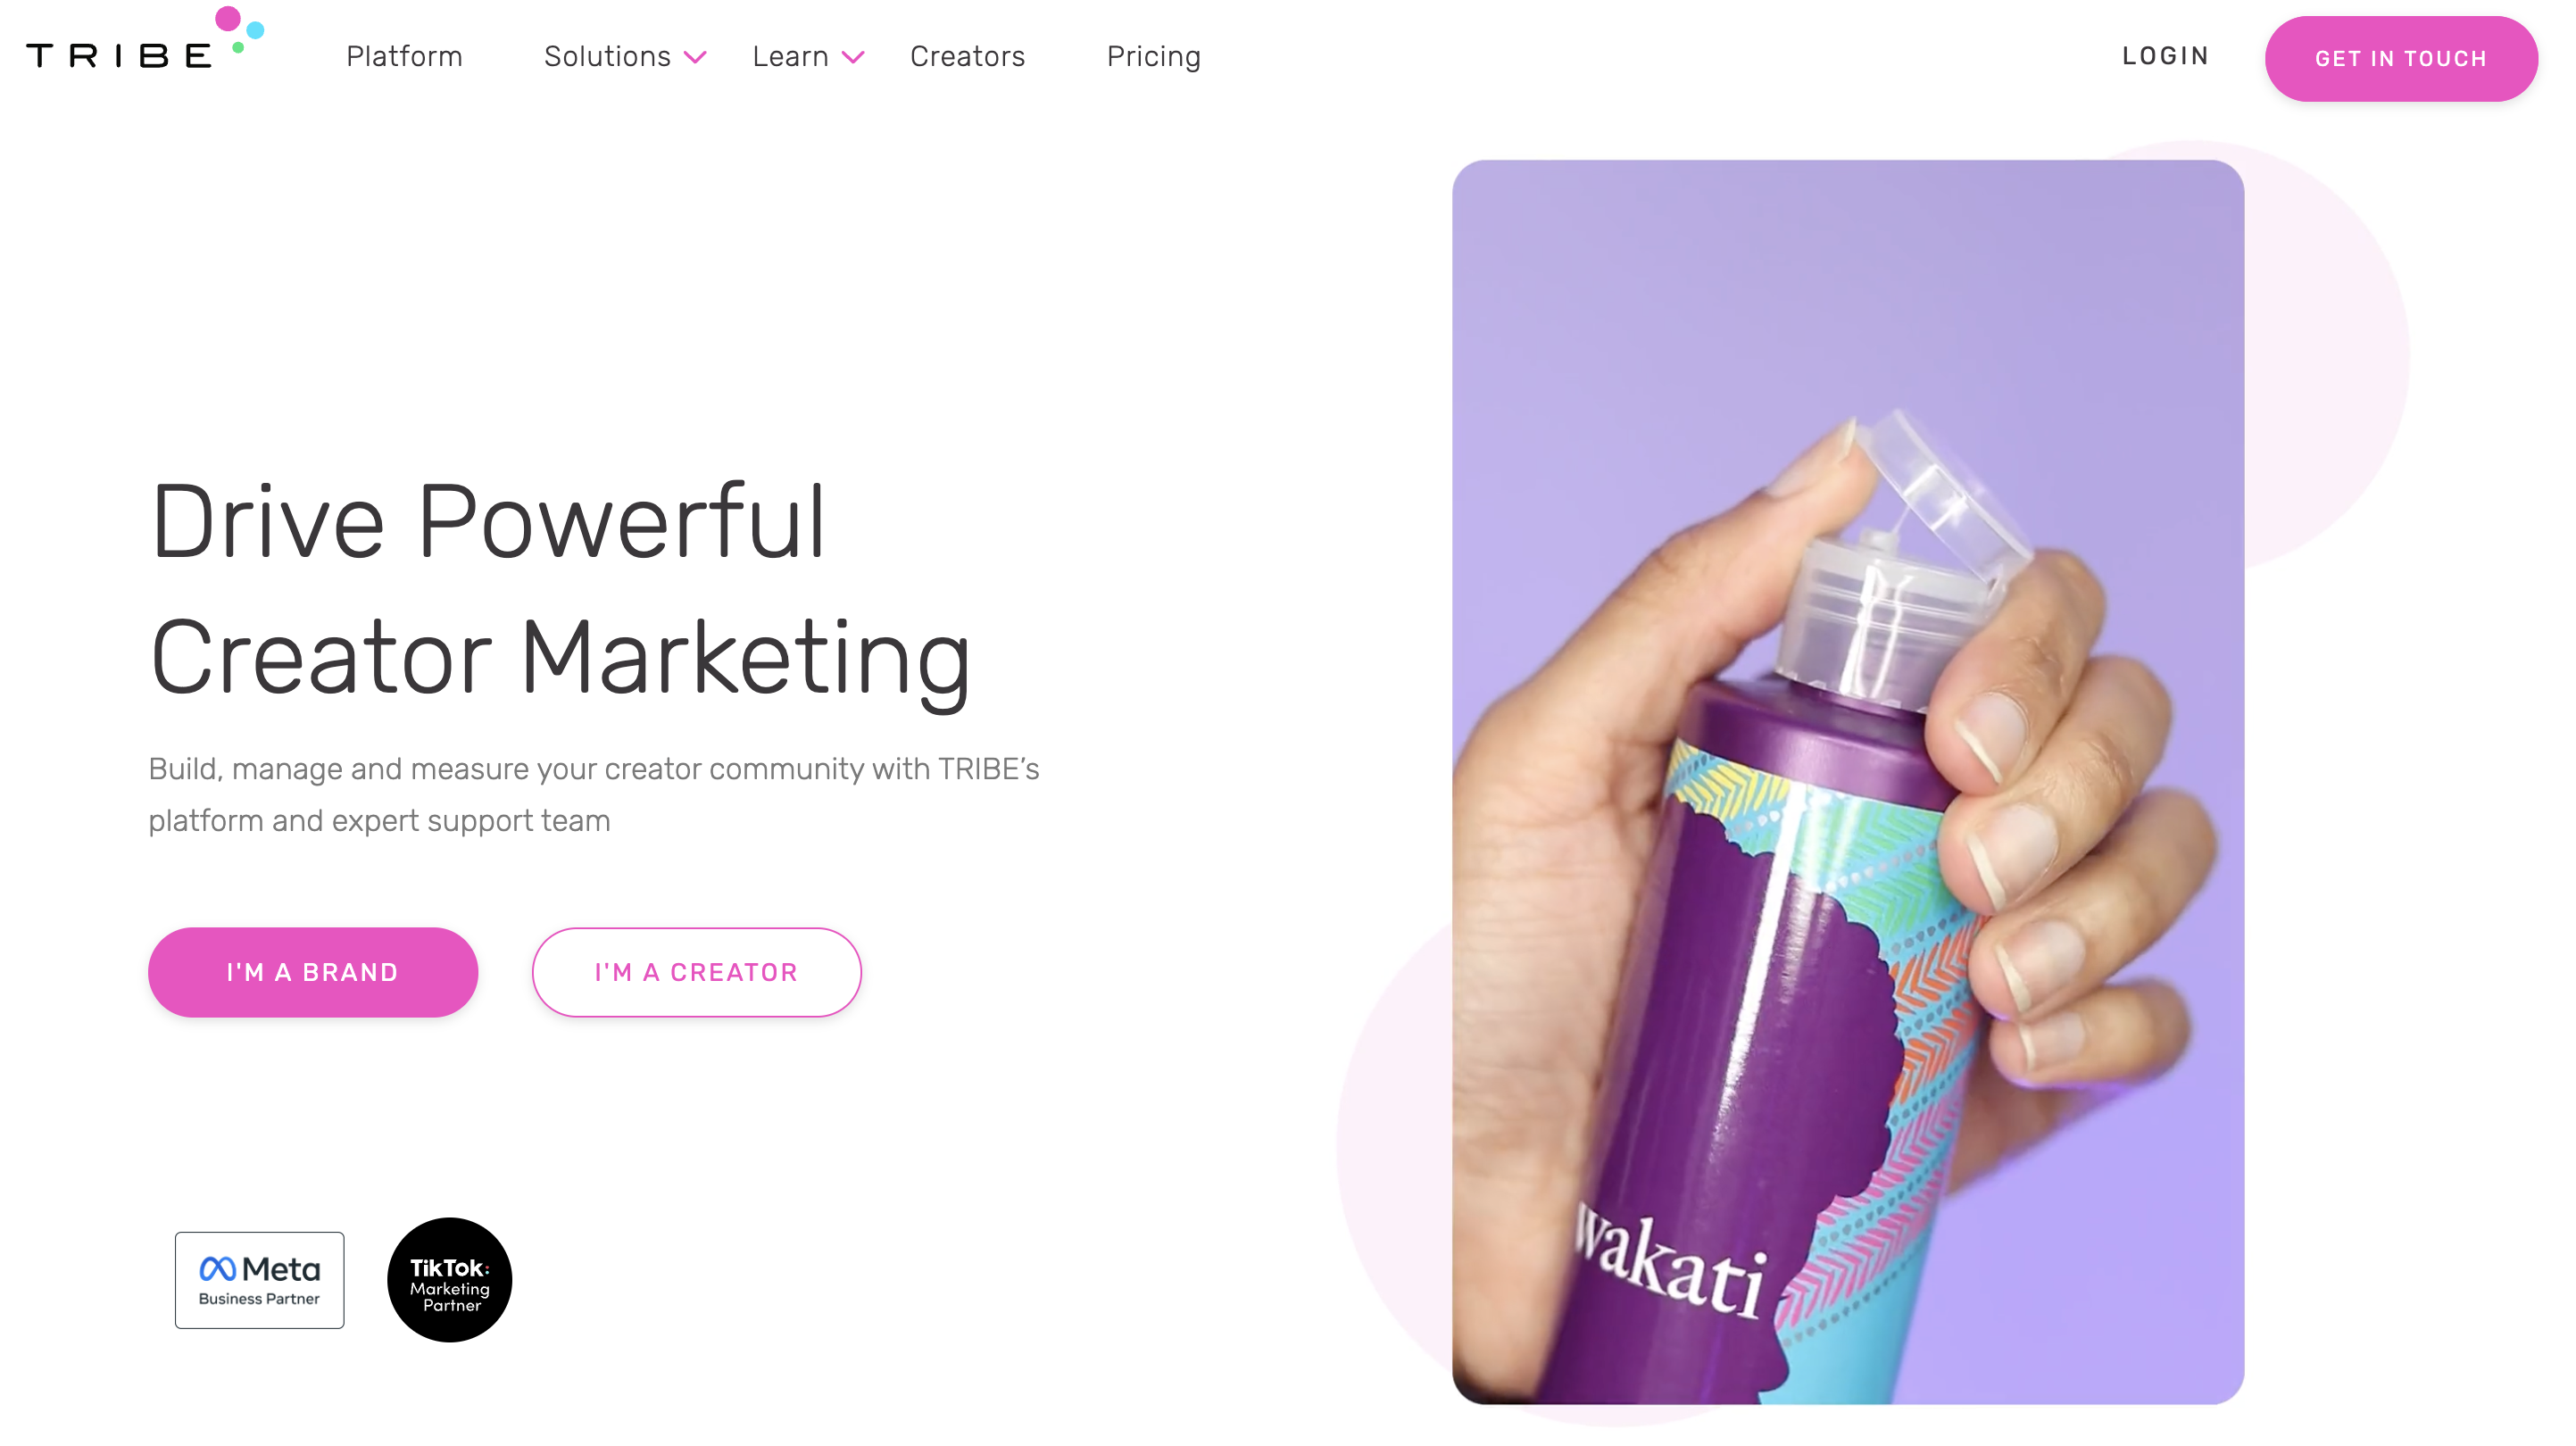 TRIBE
Platform
Solutions
Learn
Creators
Pricing
LOGIN
GET IN TOUCH
Drive Powerful
Creator Marketing
Build, manage and measure your creator community with TRIBE’s
platform and expert support team
I'M A BRAND
I'M A CREATOR
Meta
Business Partner
TikTok:
Marketing
Partner
wakati